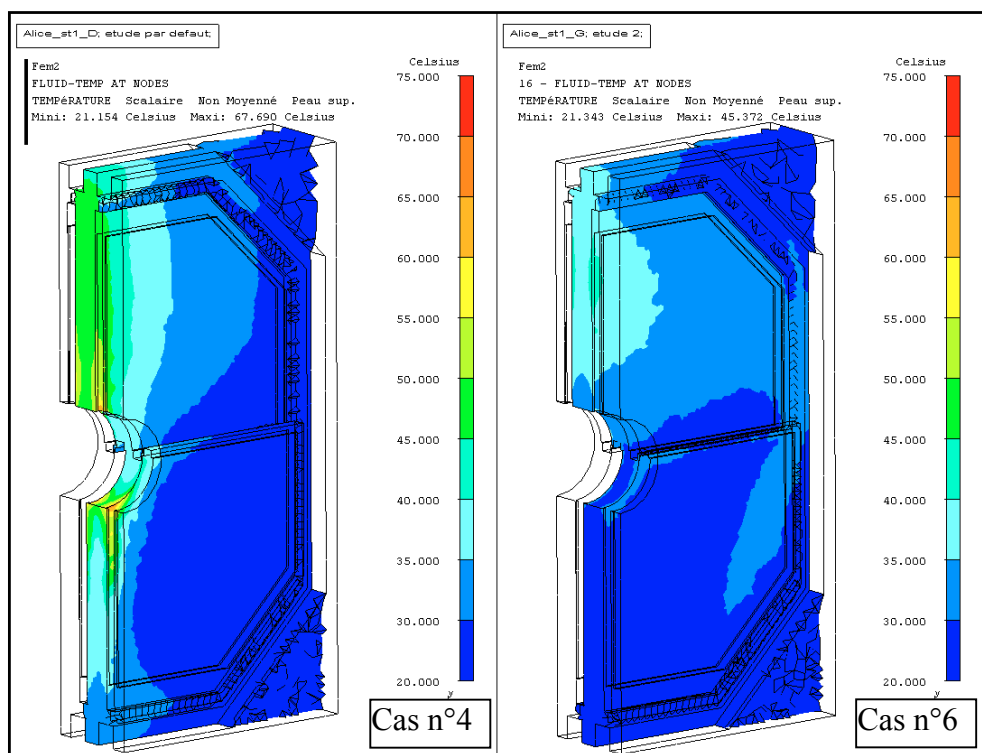 Alice_st1_D; etude par defaut;
Fem2
FLUID-TEMP AT NODES
TEMPéRATURE Scalaire Non Moyenné Peau sup.
Mini: 21.154 Celsius Maxi: 67.690 Celsius
Celsius
75.000
70.000
65.000
60.000
55.000
50.000
45.000
40.000
35.000
30.000
25.000
20.000
y
Cas n°4
Alice_st1_G; etude 2;
Fem2
16 - FLUID-TEMP AT NODES
TEMPéRATURE Scalaire Non Moyenné Peau sup.
Mini: 21.343 Celsius Maxi: 45.372 Celsius
Celsius
75.000
70.000
65.000
60.000
55.000
50.000
45.000
40.000
35.000
30.000
25.000
20.000
y
Cas n°6